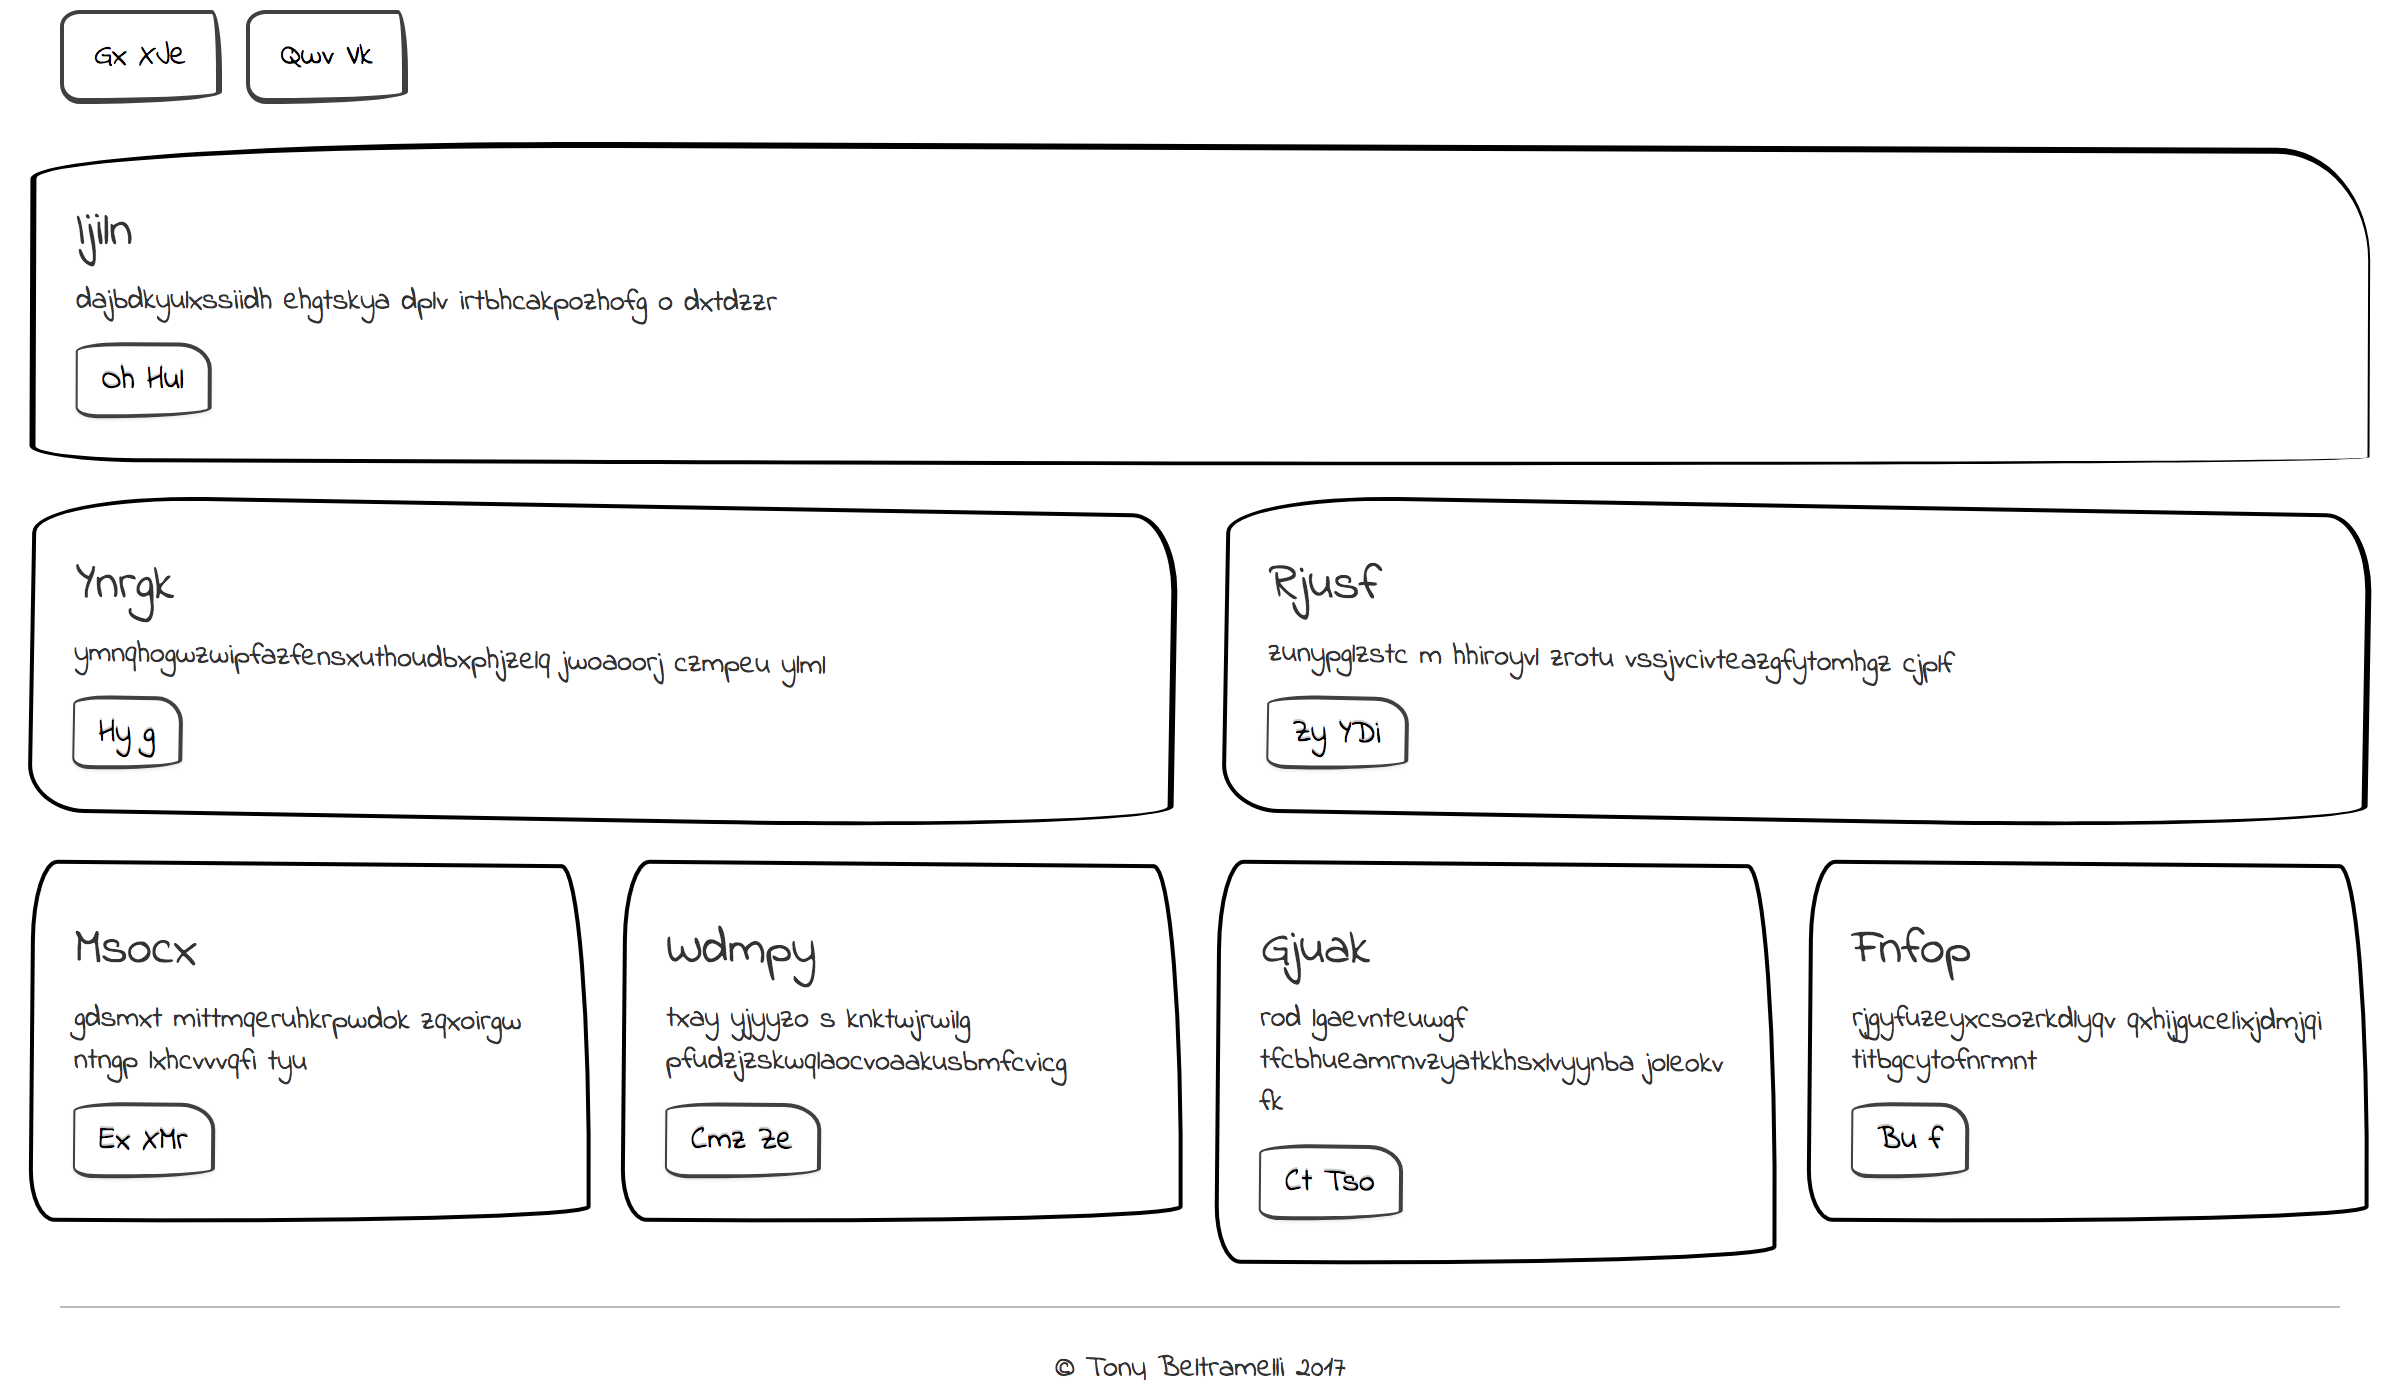 Gx XJe
Qwv Vk
Ijiln
dajbdkyulxssiidh ehgtskya dplv irtbhcakpozhofg o dxtdzzr
Oh Hul
Ynrgk
ymnqhogwzwipfazfensxuthoudbxphjzelq jwoaoorj czmpeu ylml
Hy g
Rjusf
zunypglzstc m hhiroyvl zrotu vssjvcivteazgfytomhgz cjplf
Zy YDi
Msocx
gdsmxt mittmqeruhkrpwdok zqxoirgw
ntngp lxhcvvvqfi tyu
Ex XMr
Wdmpy
txay yjyyzo s knktwjrwilg
pfudzjzskwqlaocvoaakusbmfcvicg
Cmz Ze
Gjuak
rod lgaevnteuwgf
tfcbhueamrnvzyatkkhsxlvyynba joleokv
fk
Ct Tso
Fnfop
rjgyfuzeyxcsozrkdlyqv qxhijgucelixjdmjqi
titbgcytofnrmnt
Bu f
© Tony Beltramelli 2017